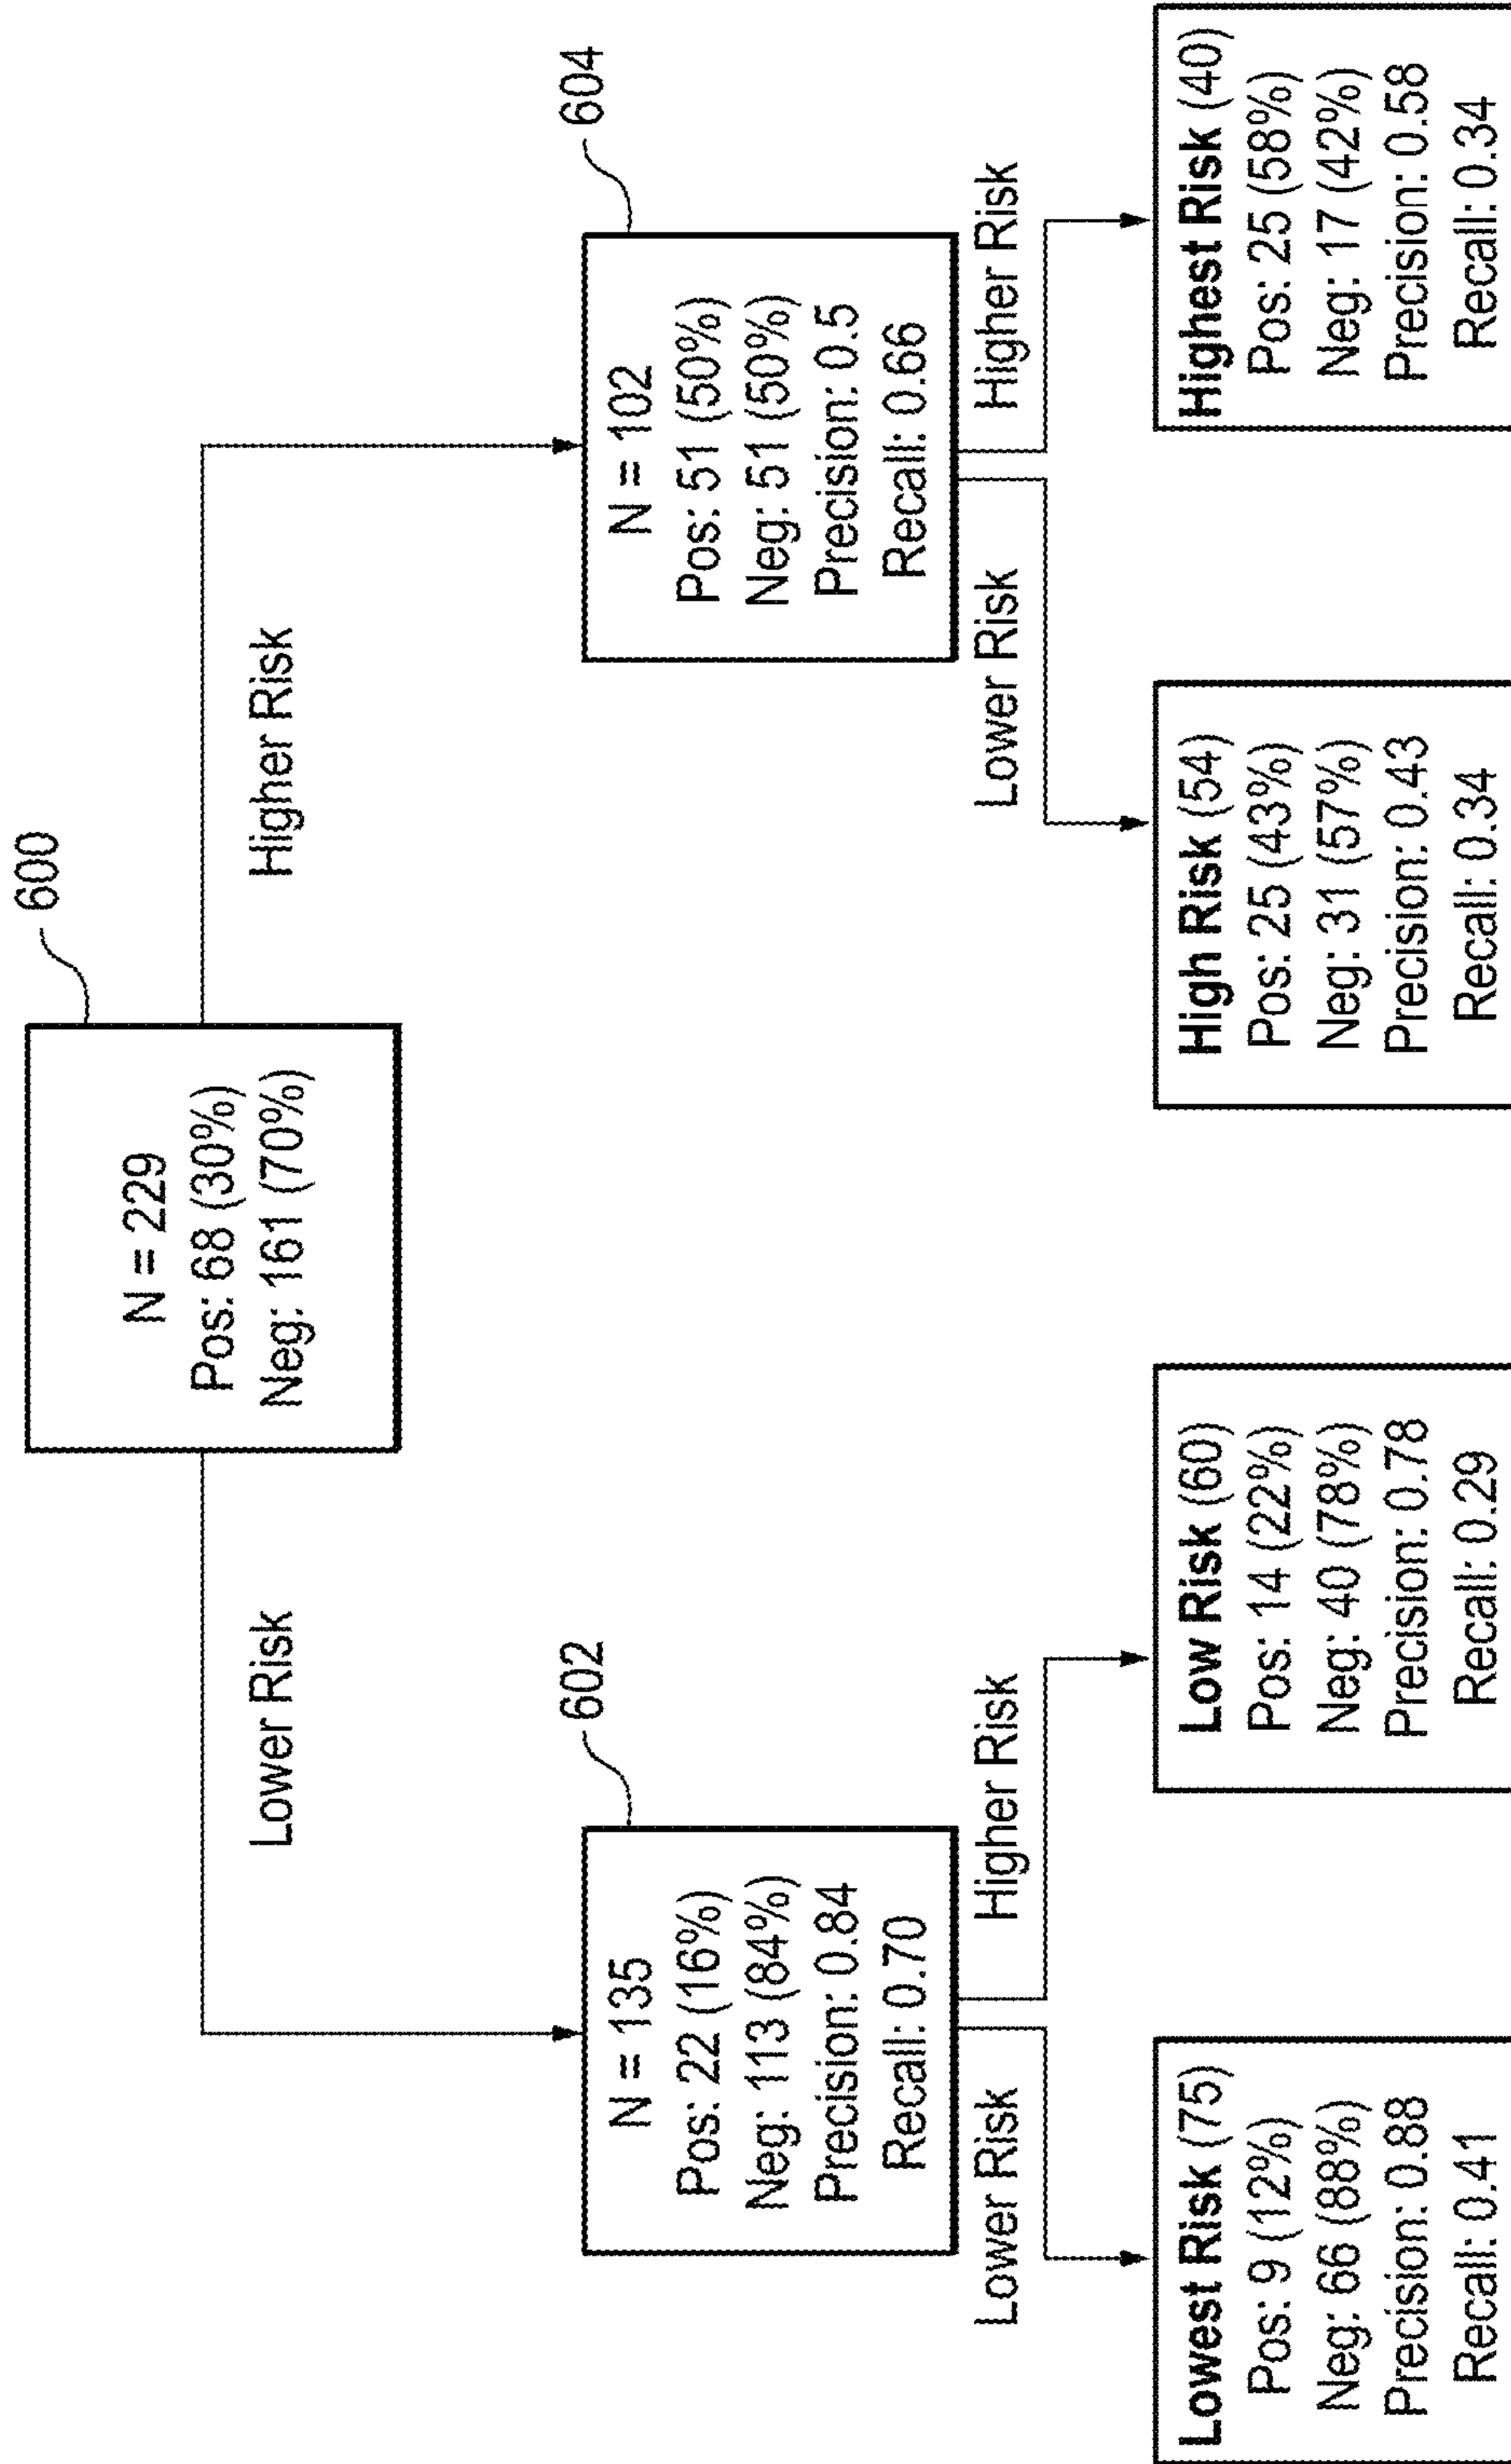 600
N = 229
Pos: 68 (30%)
Neg: 161 (70%)
Lower Risk
Higher Risk
602
N = 135
Pos: 22 (16%)
Neg: 113 (84%)
Precision: 0.84
Recall: 0.70
604
N = 102
Pos: 51 (50%)
Neg: 51 (50%)
Precision: 0.5
Recall: 0.66
Lower Risk
Higher Risk
Lower Risk
Higher Risk
Lowest Risk (75)
Pos: 9 (12%)
Neg: 66 (88%)
Precision: 0.88
Recall: 0.41
Low Risk (60)
Pos: 14 (22%)
Neg: 40 (78%)
Precision: 0.78
Recall: 0.29
High Risk (54)
Pos: 25 (43%)
Neg: 31 (57%)
Precision: 0.43
Recall: 0.34
Highest Risk (40)
Pos: 25 (58%)
Neg: 17 (42%)
Precision: 0.58
Recall: 0.34